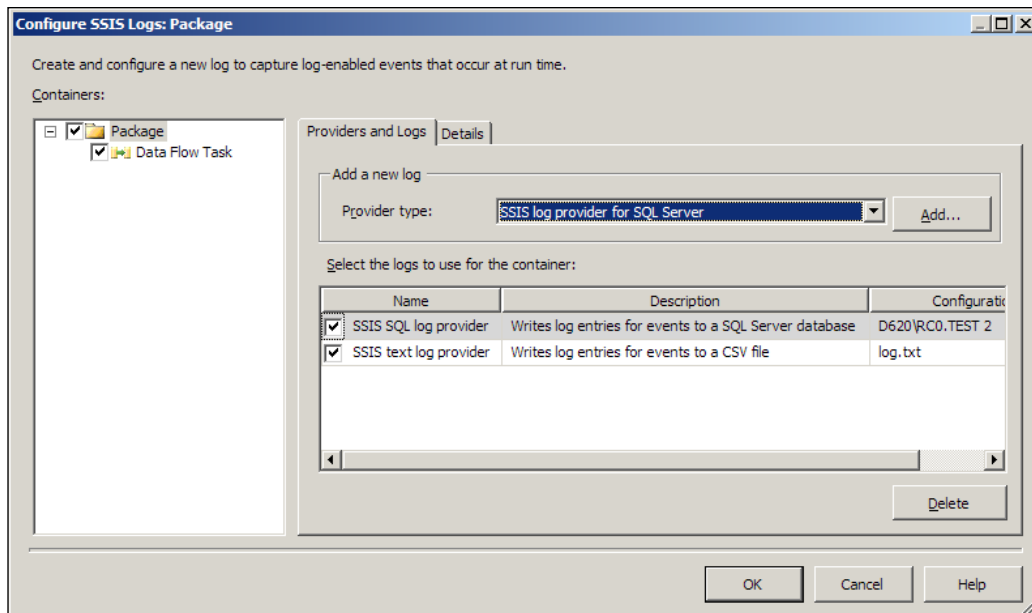 Configure SSIS Logs: Package
Create and configure a new log to capture log-enabled events that occur at run time.
Containers:
Package
Data Flow Task
Providers and Logs
Details
Add a new log
Provider type:
SSIS log provider for SQL Server
Add...
Select the logs to use for the container:
Name Description Configuratio
SSIS SQL log provider Writes log entries for events to a SQL Server database D620\RC0.TEST 2
SSIS text log provider Writes log entries for events to a CSV file log.txt
Delete
OK Cancel Help